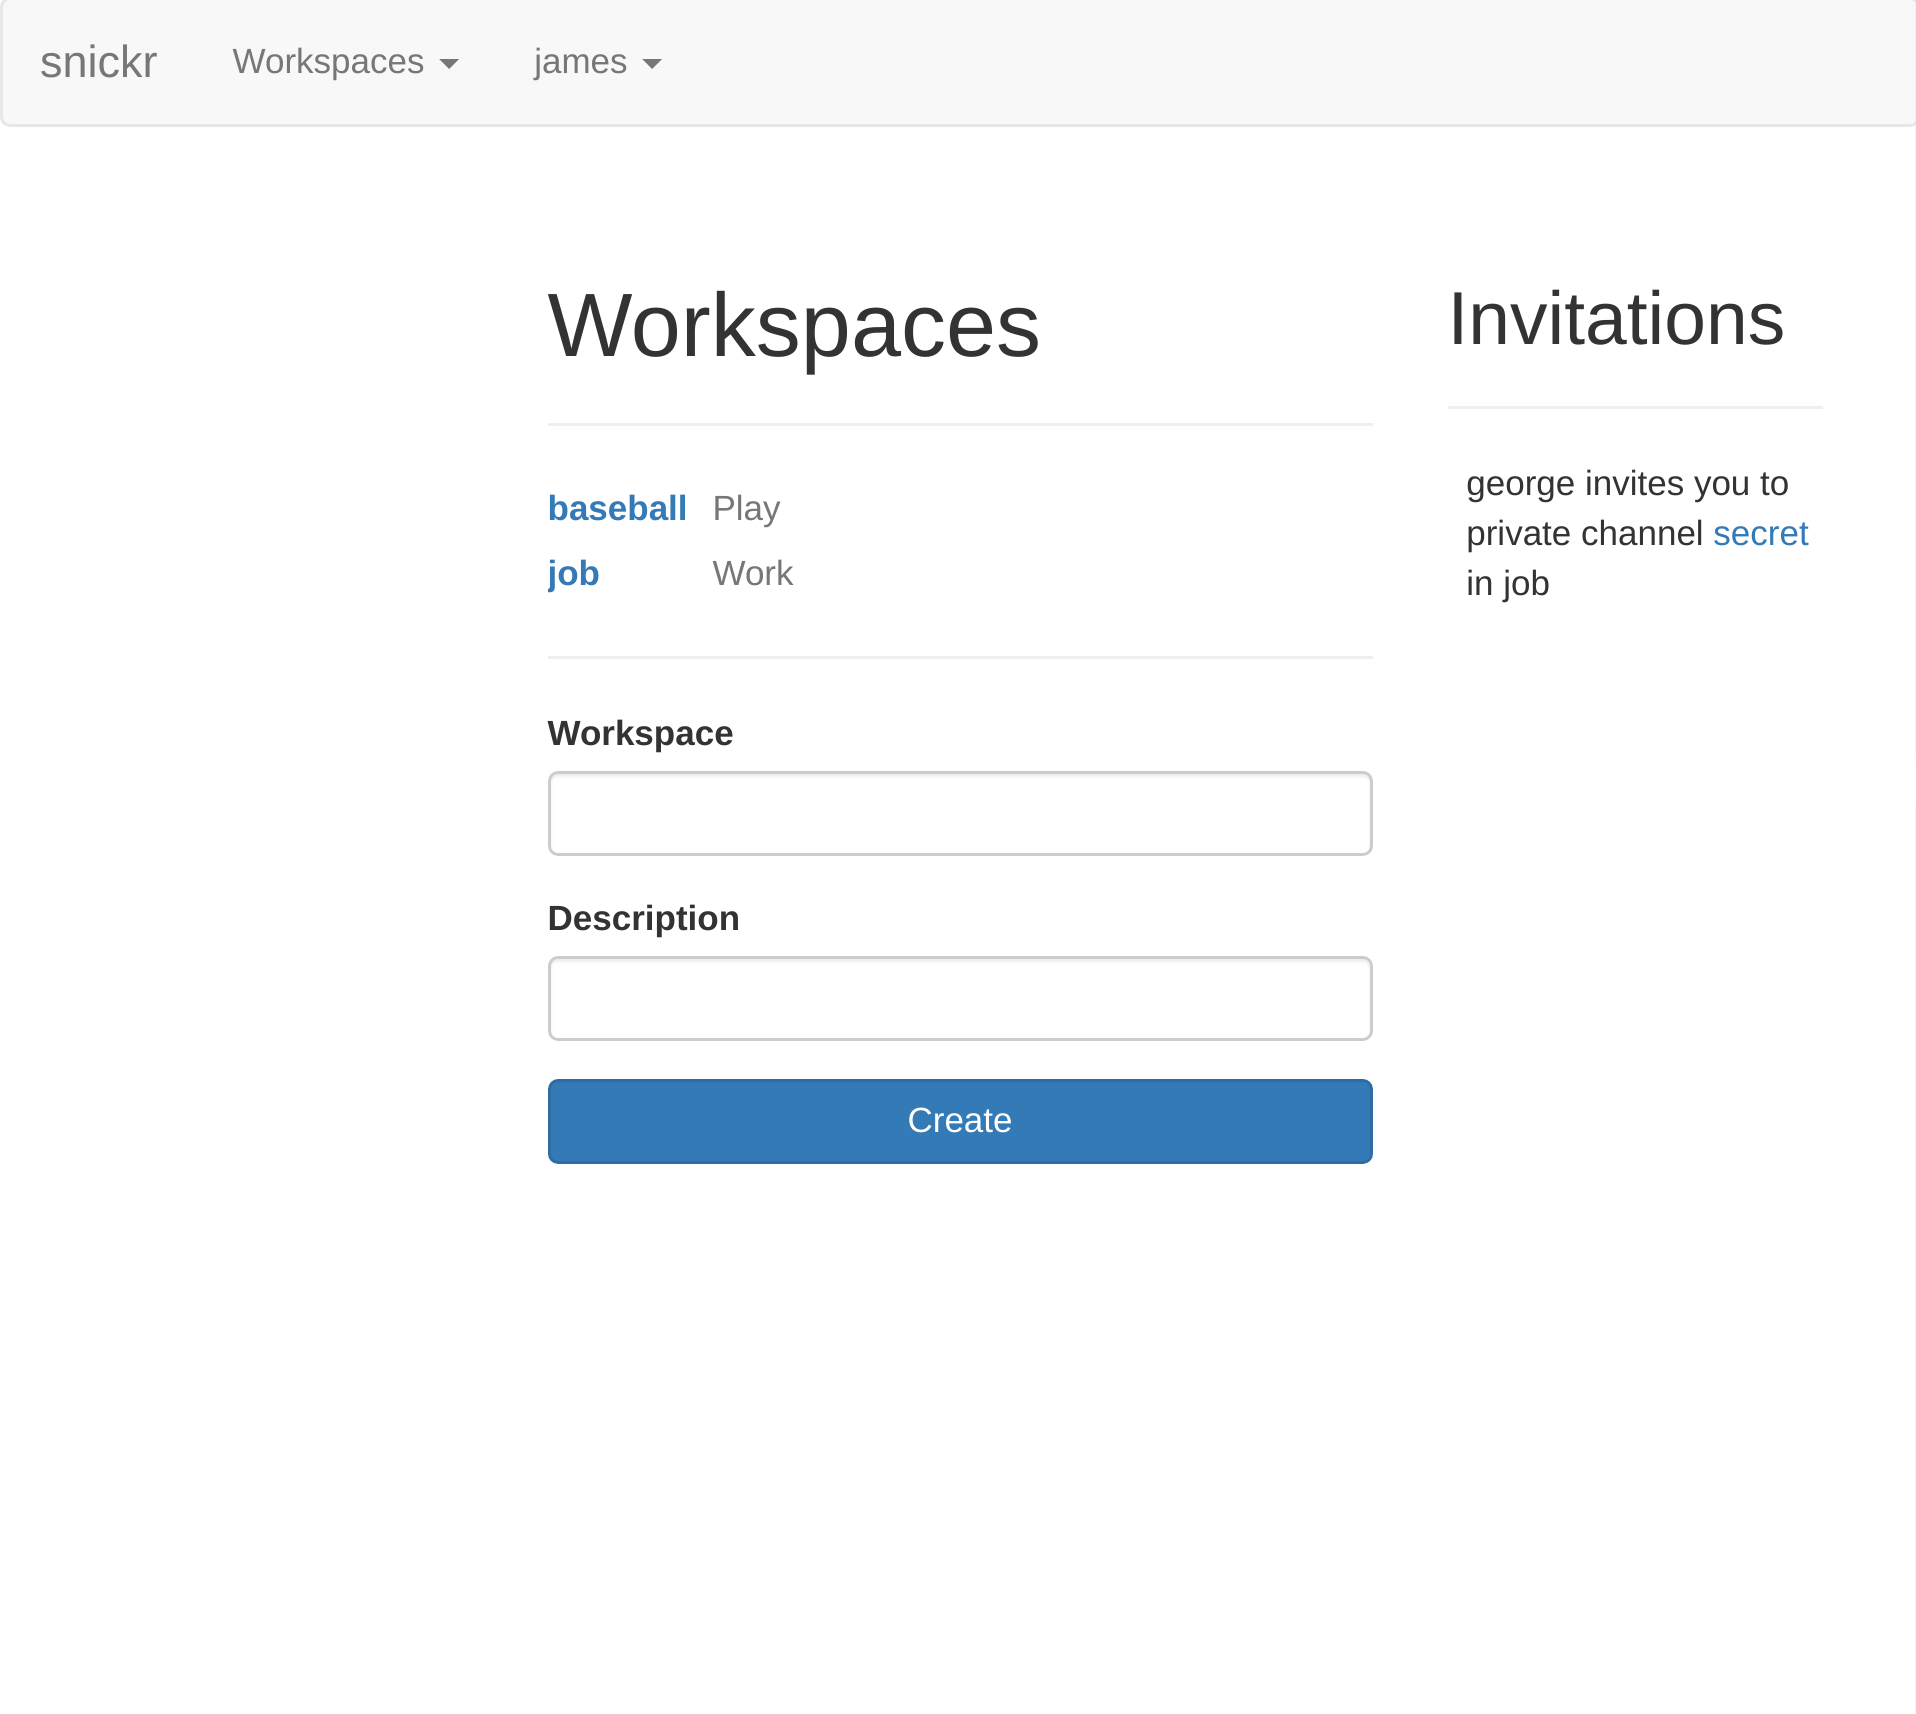 snickr Workspaces james
Workspaces
baseball Play
job Work
Workspace
Description
Create
Invitations
george invites you to
private channel secret
in job